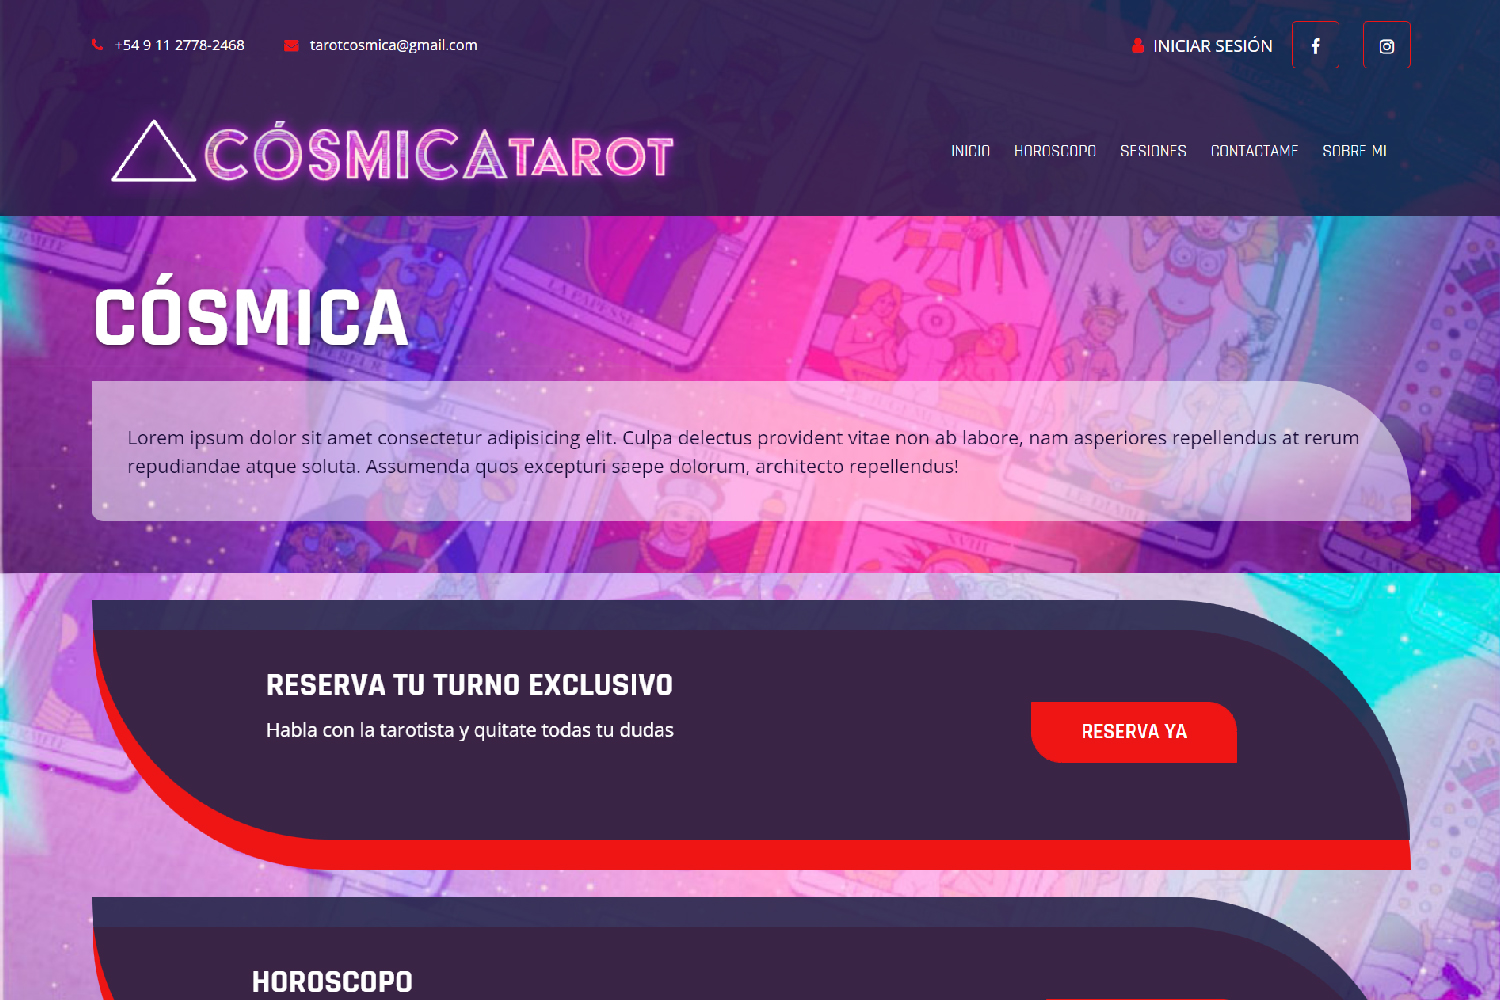 +54 9 11 2778-2468
tarotcosmica@gmail.com
INICIAR SESIÓN
CÓSMICA TAROT
INICIO HOROSCOPO SESIONES CONTACTAME SOBRE MI
CÓSMICA
Lorem ipsum dolor sit amet consectetur adipisicing elit. Culpa delectus provident vitae non ab labore, nam asperiores repellendus at rerum
repudiandae atque soluta. Assumenda quos excepturi saepe dolorum, architecto repellendus!
RESERVA TU TURNO EXCLUSIVO
Habla con la tarotista y quitate todas tu dudas
RESERVA YA
HOROSCOPO